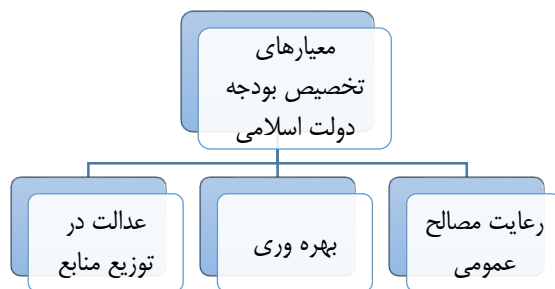 معیارهای
تخصیص بودجه
دولت اسلامی
رعایت مصالح
عمومی
بهره وری
عدالت در
توزیع منابع